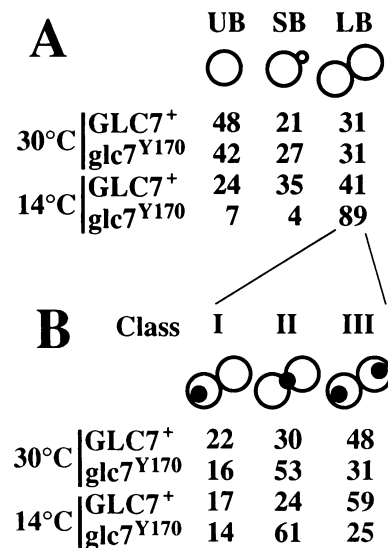 A UB SB LB
30°C GLC7+ 48 21 31
glc7Y170 42 27 31
14°C GLC7+ 24 35 41
glc7Y170 7 4 89
B Class I II III
30°C GLC7+ 22 30 48
glc7Y170 16 53 31
14°C GLC7+ 17 24 59
glc7Y170 14 61 25